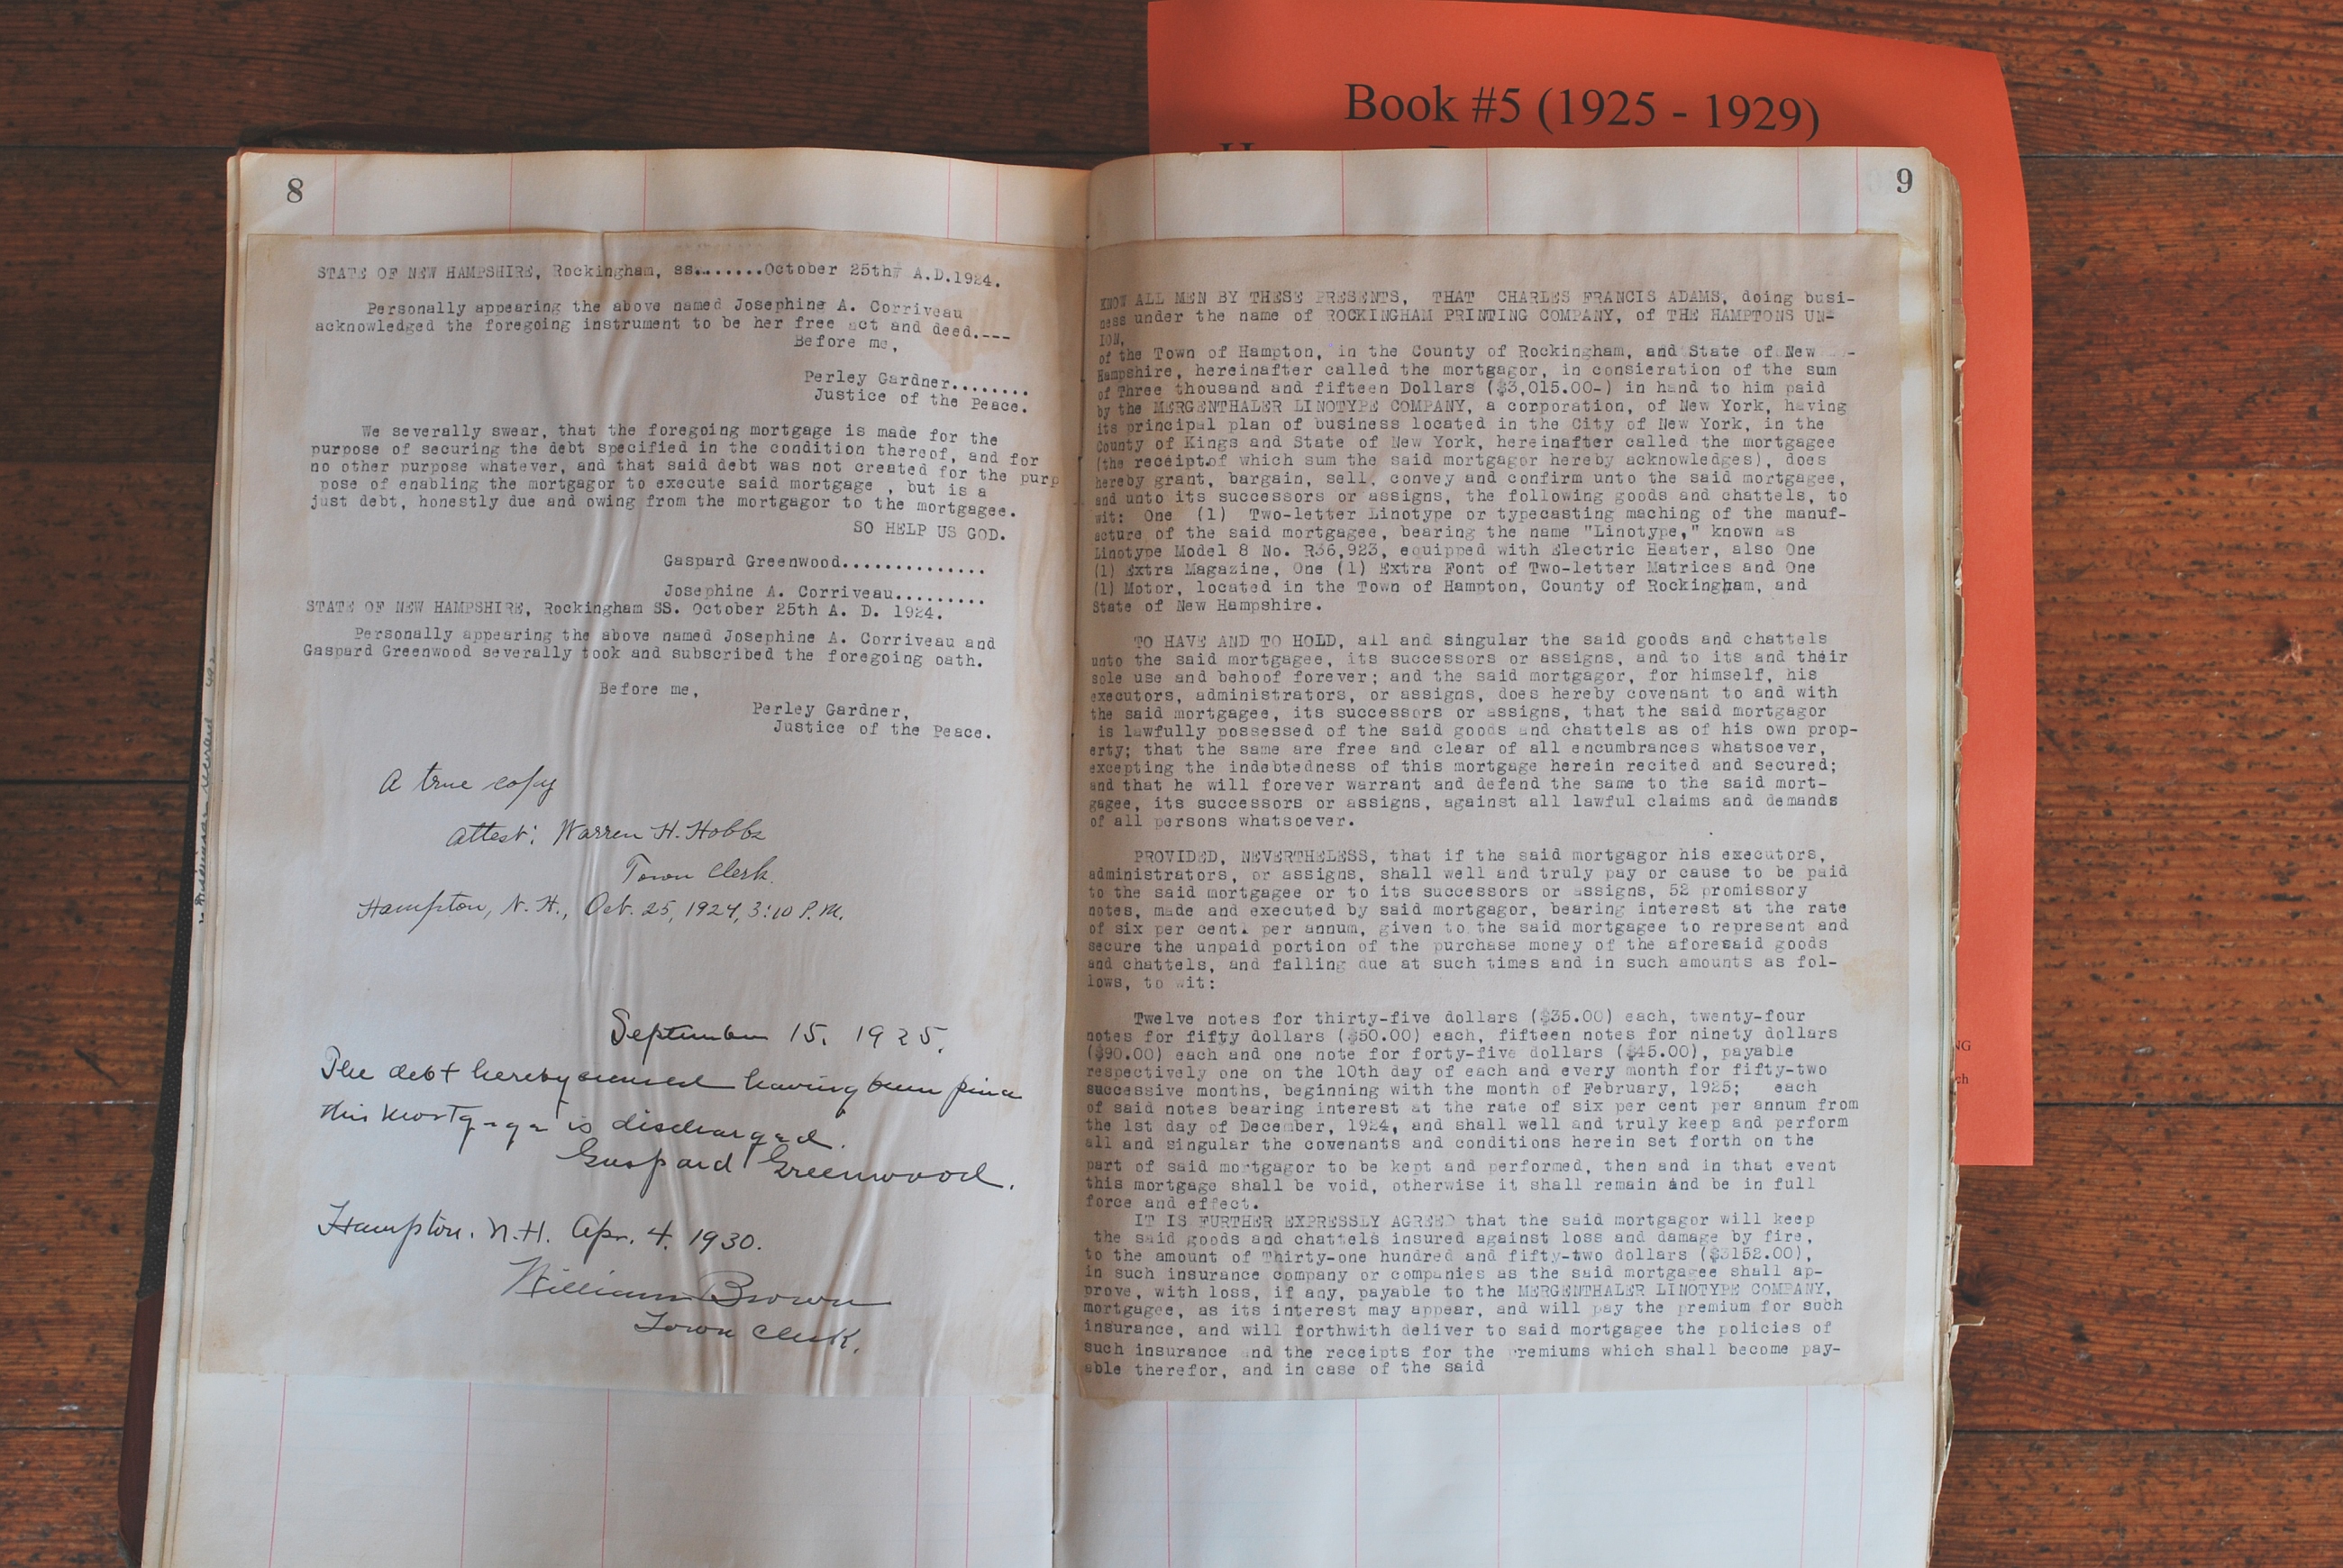 Book #5 (1925 - 1929)
8
STATE OF NEW HAMPSHIRE, Rockingham, ss........October 25th, A.D.1924.
Personally appearing the above named Josephine A. Corriveau
acknowledged the foregoing instrument to be her free act and deed.---
Before me,
Perley Gardner........
Justice of the Peace.
We severally swear, that the foregoing mortgage is made for the
purpose of securing the debt specified in the condition thereof, and for
no other purpose whatever, and that said debt was not created for the purp
pose of enabling the mortgagor to execute said mortgage , but is a
just debt, honestly due and owing from the mortgagor to the mortgagee.
SO HELP US GOD.
Gaspard Greenwood..............
Josephine A. Corriveau.........
STATE OF NEW HAMPSHIRE, Rockingham SS. October 25th A. D. 1924.
Personally appearing the above named Josephine A. Corriveau and
Gaspard Greenwood severally took and subscribed the foregoing oath.
Before me,
Perley Gardner,
Justice of the Peace.
A true copy
Attest: Warren H. Hobbs
Town Clerk.
Hampton, N.H., Oct. 25, 1924, 3:10 P.M.
September 15, 1925.
The debt hereby secured having been paid
this mortgage is discharged.
Gaspard Greenwood.
Hampton, N.H. Apr. 4, 1930.
William Brown
Town Clerk.
9
KNOW ALL MEN BY THESE PRESENTS, THAT CHARLES FRANCIS ADAMS, doing busi-
ness under the name of ROCKINGHAM PRINTING COMPANY, of THE HAMPTONS UN-
ION,
of the Town of Hampton, in the County of Rockingham, and State of New -
Hampshire, hereinafter called the mortgagor, in consieration of the sum
of Three thousand and fifteen Dollars ($3,015.00-) in hand to him paid
by the MERGENTHALER LINOTYPE COMPANY, a corporation, of New York, having
its principal plan of business located in the City of New York, in the
County of Kings and State of New York, hereinafter called the mortgagee
(the receipt.of which sum the said mortgagor hereby acknowledges), does
hereby grant, bargain, sell, convey and confirm unto the said mortgagee,
and unto its successors or assigns, the following goods and chattels, to
wit: One (1) Two-letter Linotype or typecasting maching of the manuf-
acture of the said mortgagee, bearing the name "Linotype," known as
Linotype Model 8 No. R36,923, equipped with Electric Heater, also One
(1) Extra Magazine, One (1) Extra Font of Two-letter Matrices and One
(1) Motor, located in the Town of Hampton, County of Rockingham, and
State of New Hampshire.
TO HAVE AND TO HOLD, all and singular the said goods and chattels
unto the said mortgagee, its successors or assigns, and to its and their
sole use and behoof forever; and the said mortgagor, for himself, his
executors, administrators, or assigns, does hereby covenant to and with
the said mortgagee, its successors or assigns, that the said mortgagor
is lawfully possessed of the said goods and chattels as of his own prop-
erty; that the same are free and clear of all encumbrances whatsoever,
excepting the indebtedness of this mortgage herein recited and secured;
and that he will forever warrant and defend the same to the said mort-
gagee, its successors or assigns, against all lawful claims and demands
of all persons whatsoever.
PROVIDED, NEVERTHELESS, that if the said mortgagor his executors,
administrators, or assigns, shall well and truly pay or cause to be paid
to the said mortgagee or to its successors or assigns, 52 promissory
notes, made and executed by said mortgagor, bearing interest at the rate
of six per cent. per annum, given to the said mortgagee to represent and
secure the unpaid portion of the purchase money of the aforesaid goods
and chattels, and falling due at such times and in such amounts as fol-
lows, to wit:
Twelve notes for thirty-five dollars ($35.00) each, twenty-four
notes for fifty dollars ($50.00) each, fifteen notes for ninety dollars
($90.00) each and one note for forty-five dollars ($45.00), payable
respectively one on the 10th day of each and every month for fifty-two
successive months, beginning with the month of February, 1925; each
of said notes bearing interest at the rate of six per cent per annum from
the 1st day of December, 1924, and shall well and truly keep and perform
all and singular the covenants and conditions herein set forth on the
part of said mortgagor to be kept and performed, then and in that event
this mortgage shall be void, otherwise it shall remain and be in full
force and effect.
IT IS FURTHER EXPRESSLY AGREED that the said mortgagor will keep
the said goods and chattels insured against loss and damage by fire,
to the amount of Thirty-one hundred and fifty-two dollars ($3152.00),
in such insurance company or companies as the said mortgagee shall ap-
prove, with loss, if any, payable to the MERGENTHALER LINOTYPE COMPANY,
mortgagee, as its interest may appear, and will pay the premium for such
insurance, and will forthwith deliver to said mortgagee the policies of
such insurance and the receipts for the premiums which shall become pay-
able therefor, and in case of the said